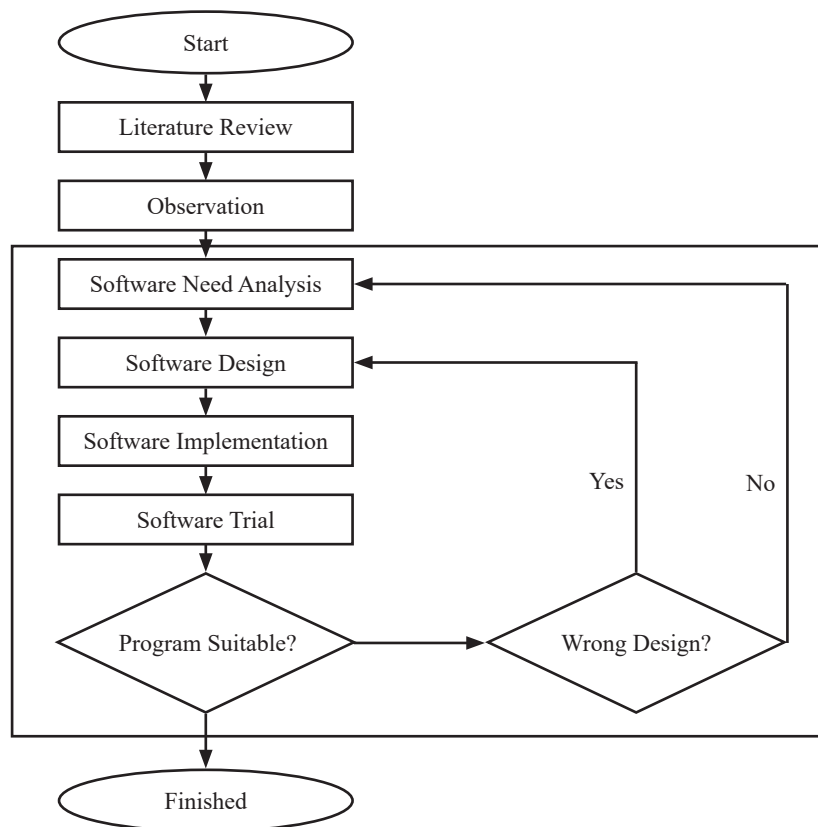 Start
Literature Review
Observation
Software Need Analysis
Software Design
Software Implementation
Yes
No
Software Trial
Program Suitable?
Wrong Design?
Finished